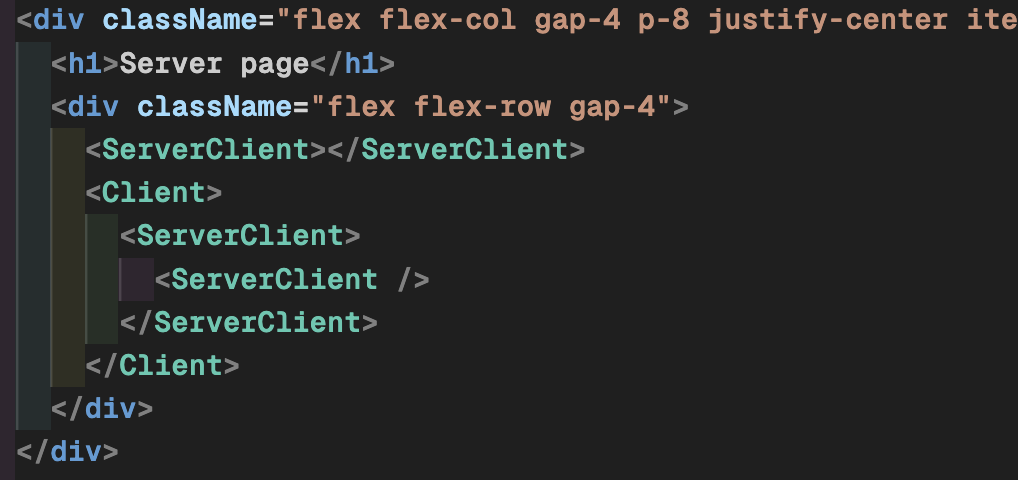 <div className="flex flex-col gap-4 p-8 justify-center ite
<h1>Server page</h1>
<div className="flex flex-row gap-4">
<ServerClient></ServerClient>
<Client>
<ServerClient>
<ServerClient />
</ServerClient>
</Client>
</div>
</div>